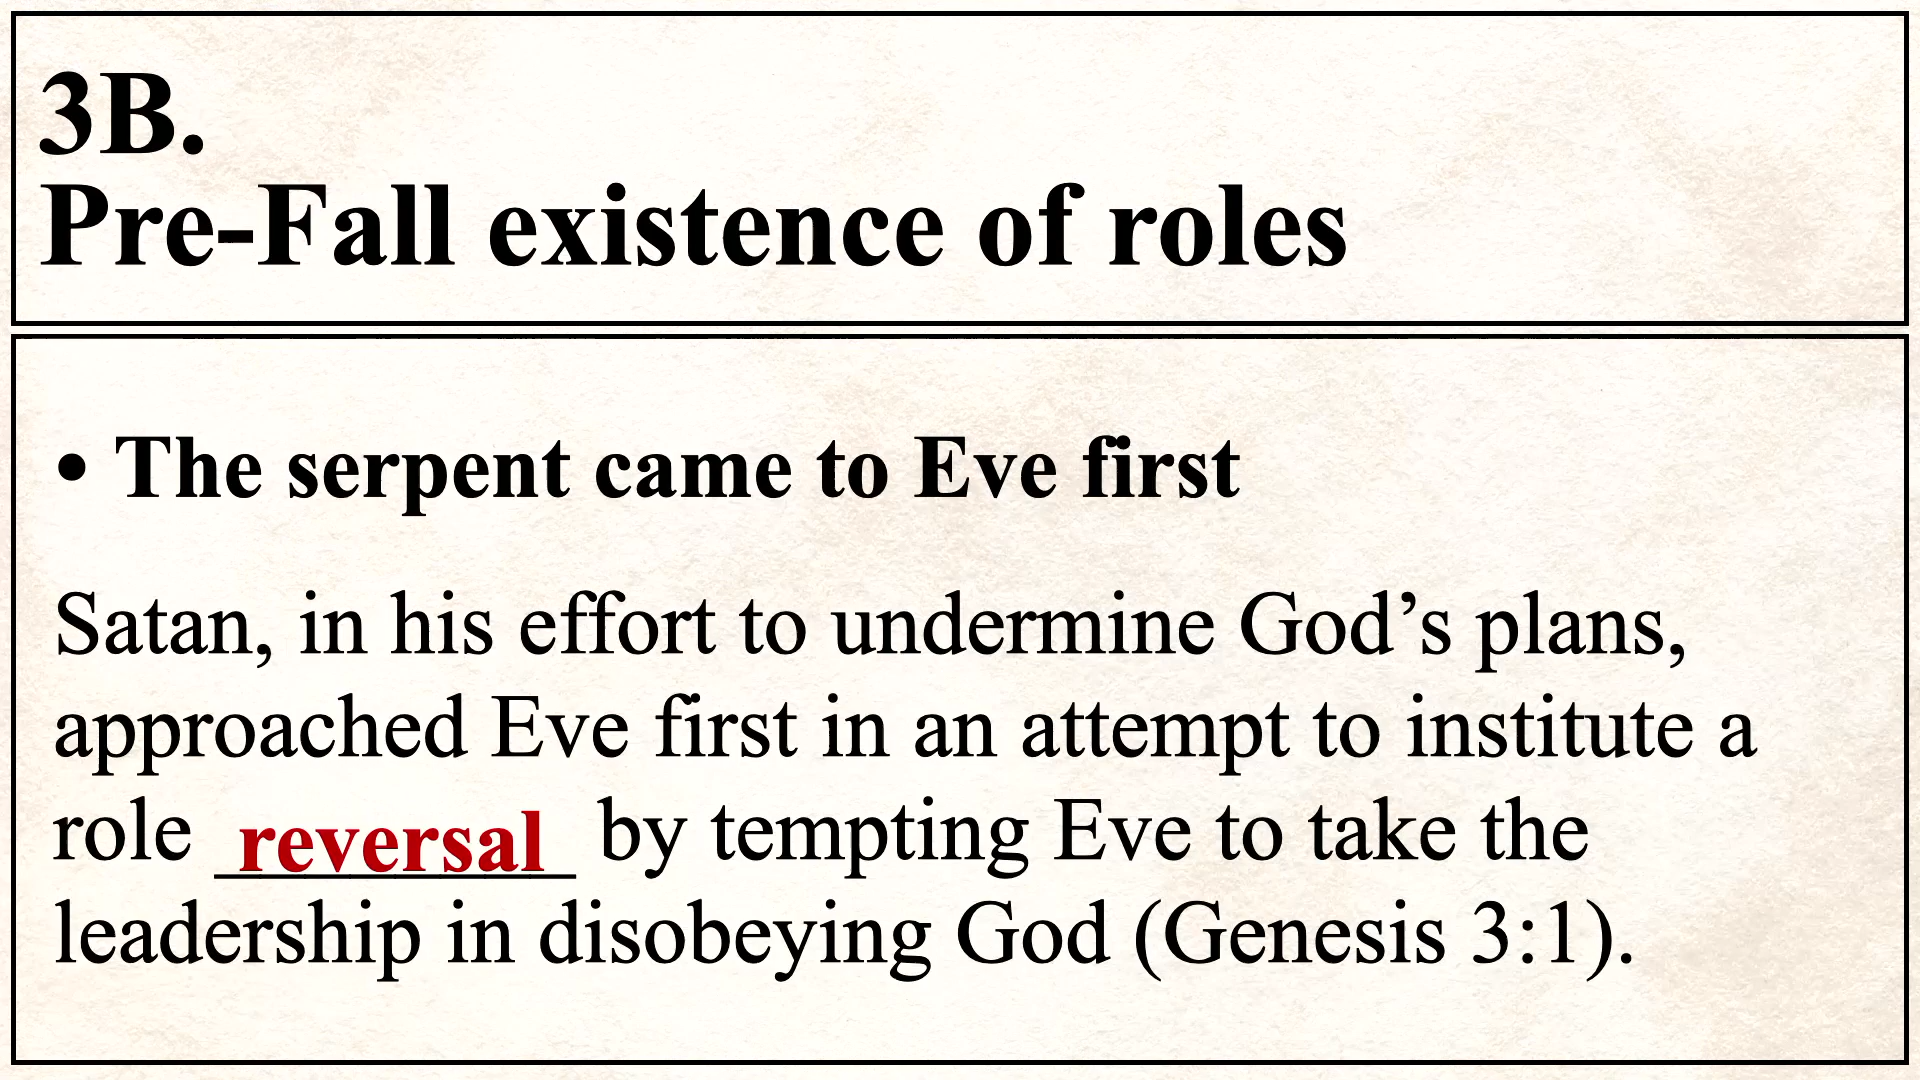 3B.
Pre-Fall existence of roles
• The serpent came to Eve first
Satan, in his effort to undermine God’s plans,
approached Eve first in an attempt to institute a
role reversal by tempting Eve to take the
leadership in disobeying God (Genesis 3:1).